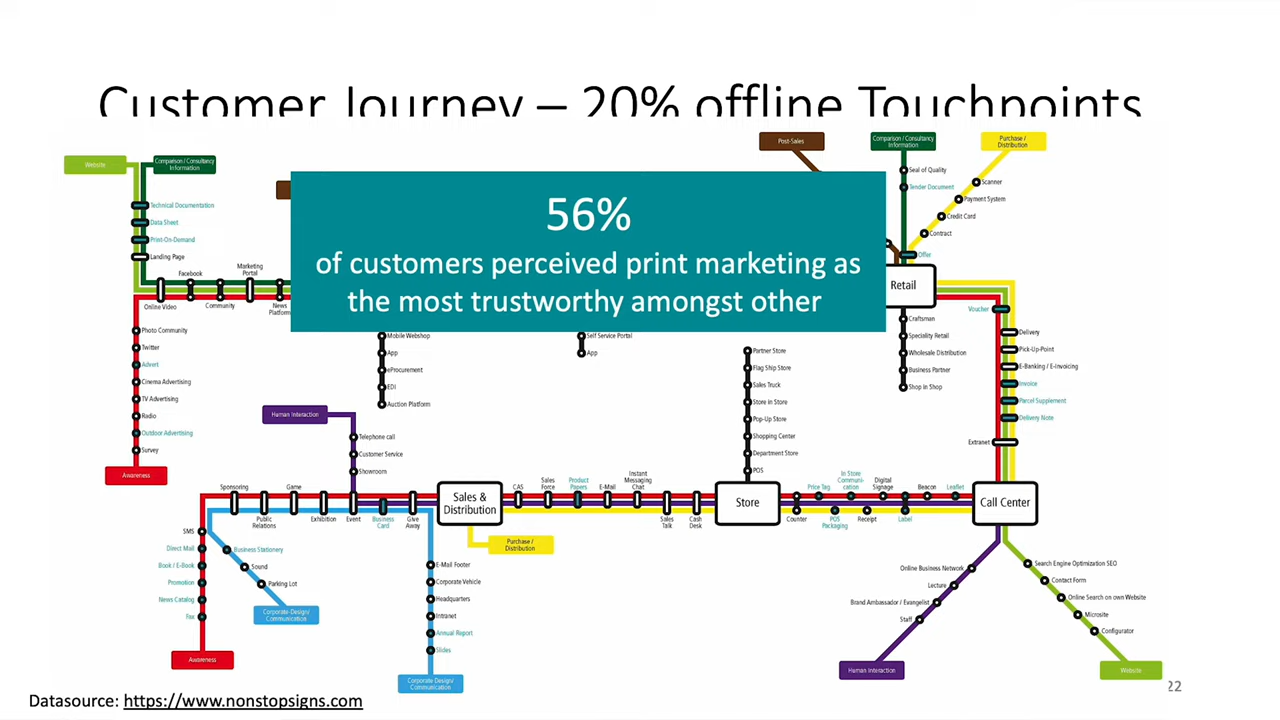 Customer Journey – 20% offline Touchpoints
Website
Comparison / Consultancy
Information
Technical Documentation
Data Sheet
Print-On-Demand
Landing Page
Online Video
Facebook
Community
Marketing
Portal
News
Platform
56%
of customers perceived print marketing as
the most trustworthy amongst other
Post-Sales
Comparison / Consultancy
Information
Purchase /
Distribution
Seal of Quality
Tender Document
Scanner
Payment System
Credit Card
Contract
Offer
Retail
Photo Community
Twitter
Advert
Cinema Advertising
TV Advertising
Radio
Outdoor Advertising
Survey
Awareness
Mobile Webshop
App
eProcurement
EDI
Auction Platform
Self Service Portal
App
Partner Store
Flag Ship Store
Sales Truck
Store in Store
Pop-Up Store
Shopping Center
Department Store
POS
Craftsman
Speciality Retail
Wholesale Distribution
Business Partner
Shop in Shop
Voucher
Delivery
Pick-Up-Point
E-Banking / E-Invoicing
Invoice
Parcel Supplement
Delivery Note
Extranet
Human Interaction
Telephone call
Customer Service
Showroom
Sponsoring
Public
Relations
Game
Exhibition
Event
Business
Card
Give
Away
Sales &
Distribution
CAS
Sales
Force
Product
Papers
E-Mail
Instant
Messaging
Chat
Sales
Talk
Cash
Desk
Store
Counter
Price Tag
POS
Packaging
In Store
Communi-
cation
Receipt
Digital
Signage
Label
Beacon
Leaflet
Call Center
Purchase /
Distribution
SMS
Direct Mail
Book / E-Book
Promotion
News Catalog
Fax
Awareness
Business Stationery
Sound
Parking Lot
Corporate-Design/
Communication
E-Mail Footer
Corporate Vehicle
Headquarters
Intranet
Annual Report
Slides
Corporate Design/
Communication
Online Business Network
Lecture
Brand Ambassador / Evangelist
Staff
Human Interaction
Search Engine Optimization SEO
Contact Form
Online Search on own Website
Microsite
Configurator
Website
Datasource: https://www.nonstopsigns.com
22